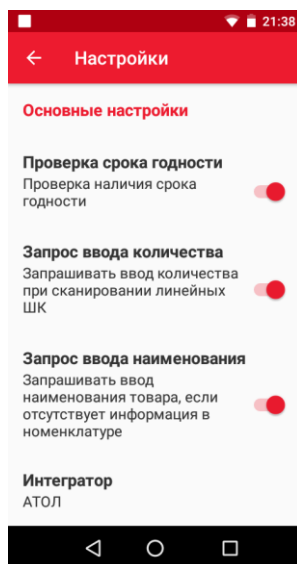 21:38
Настройки
Основные настройки
Проверка срока годности
Проверка наличия срока
годности
Запрос ввода количества
Запрашивать ввод количества
при сканировании линейных
ШК
Запрос ввода наименования
Запрашивать ввод
наименования товара, если
отсутствует информация в
номенклатуре
Интегратор
АТОЛ